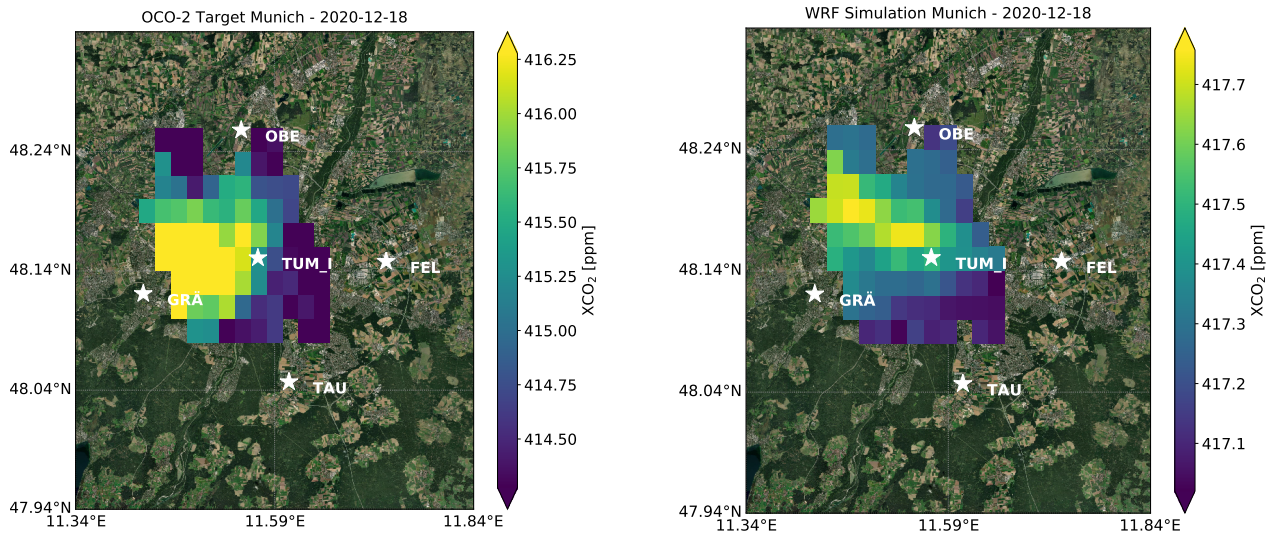 OCO-2 Target Munich - 2020-12-18
48.24°N
48.14°N
48.04°N
47.94°N
11.34°E
11.59°E
11.84°E
OBE
TUM_I
FEL
GRÄ
TAU
416.25
416.00
415.75
415.50
415.25
415.00
414.75
414.50
XCO₂ [ppm]
WRF Simulation Munich - 2020-12-18
48.24°N
48.14°N
48.04°N
47.94°N
11.34°E
11.59°E
11.84°E
OBE
TUM_I
FEL
GRÄ
TAU
417.7
417.6
417.5
417.4
417.3
417.2
417.1
XCO₂ [ppm]